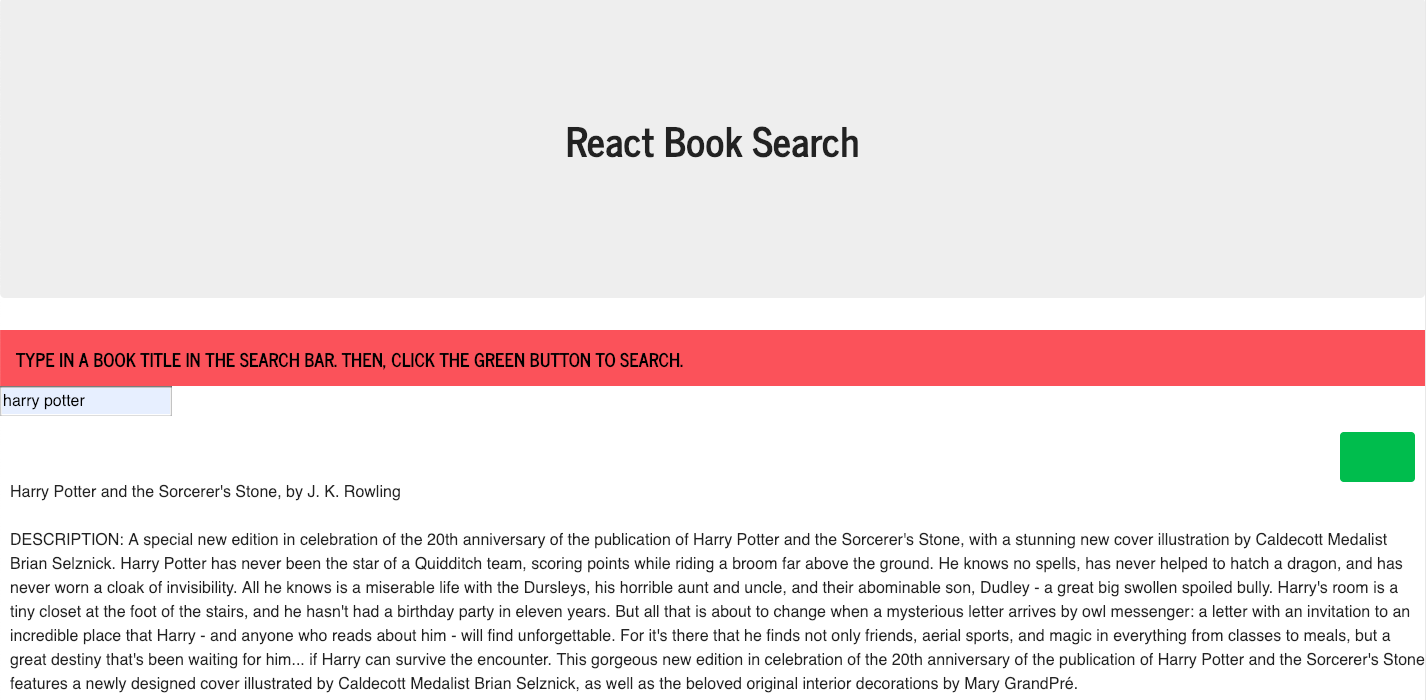 React Book Search
TYPE IN A BOOK TITLE IN THE SEARCH BAR. THEN, CLICK THE GREEN BUTTON TO SEARCH.
harry potter
Harry Potter and the Sorcerer's Stone, by J. K. Rowling
DESCRIPTION: A special new edition in celebration of the 20th anniversary of the publication of Harry Potter and the Sorcerer's Stone, with a stunning new cover illustration by Caldecott Medalist
Brian Selznick. Harry Potter has never been the star of a Quidditch team, scoring points while riding a broom far above the ground. He knows no spells, has never helped to hatch a dragon, and has
never worn a cloak of invisibility. All he knows is a miserable life with the Dursleys, his horrible aunt and uncle, and their abominable son, Dudley - a great big swollen spoiled bully. Harry's room is a
tiny closet at the foot of the stairs, and he hasn't had a birthday party in eleven years. But all that is about to change when a mysterious letter arrives by owl messenger: a letter with an invitation to an
incredible place that Harry - and anyone who reads about him - will find unforgettable. For it's there that he finds not only friends, aerial sports, and magic in everything from classes to meals, but a
great destiny that's been waiting for him... if Harry can survive the encounter. This gorgeous new edition in celebration of the 20th anniversary of the publication of Harry Potter and the Sorcerer's Stone
features a newly designed cover illustrated by Caldecott Medalist Brian Selznick, as well as the beloved original interior decorations by Mary GrandPré.